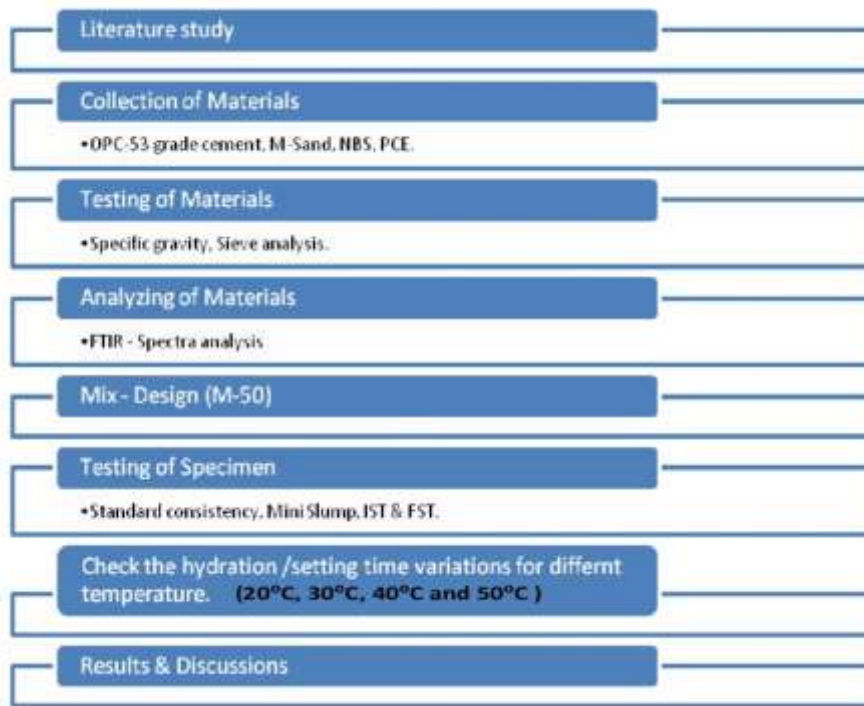 Literature study
Collection of Materials
•OPC-53 grade cement, M-Sand, NBS, PCE.
Testing of Materials
•Specific gravity, Sieve analysis.
Analyzing of Materials
•FTIR - Spectra analysis
Mix - Design (M-50)
Testing of Specimen
•Standard consistency, Mini Slump, IST & FST.
Check the hydration /setting time variations for differnt
temperature. (20°C, 30°C, 40°C and 50°C )
Results & Discussions